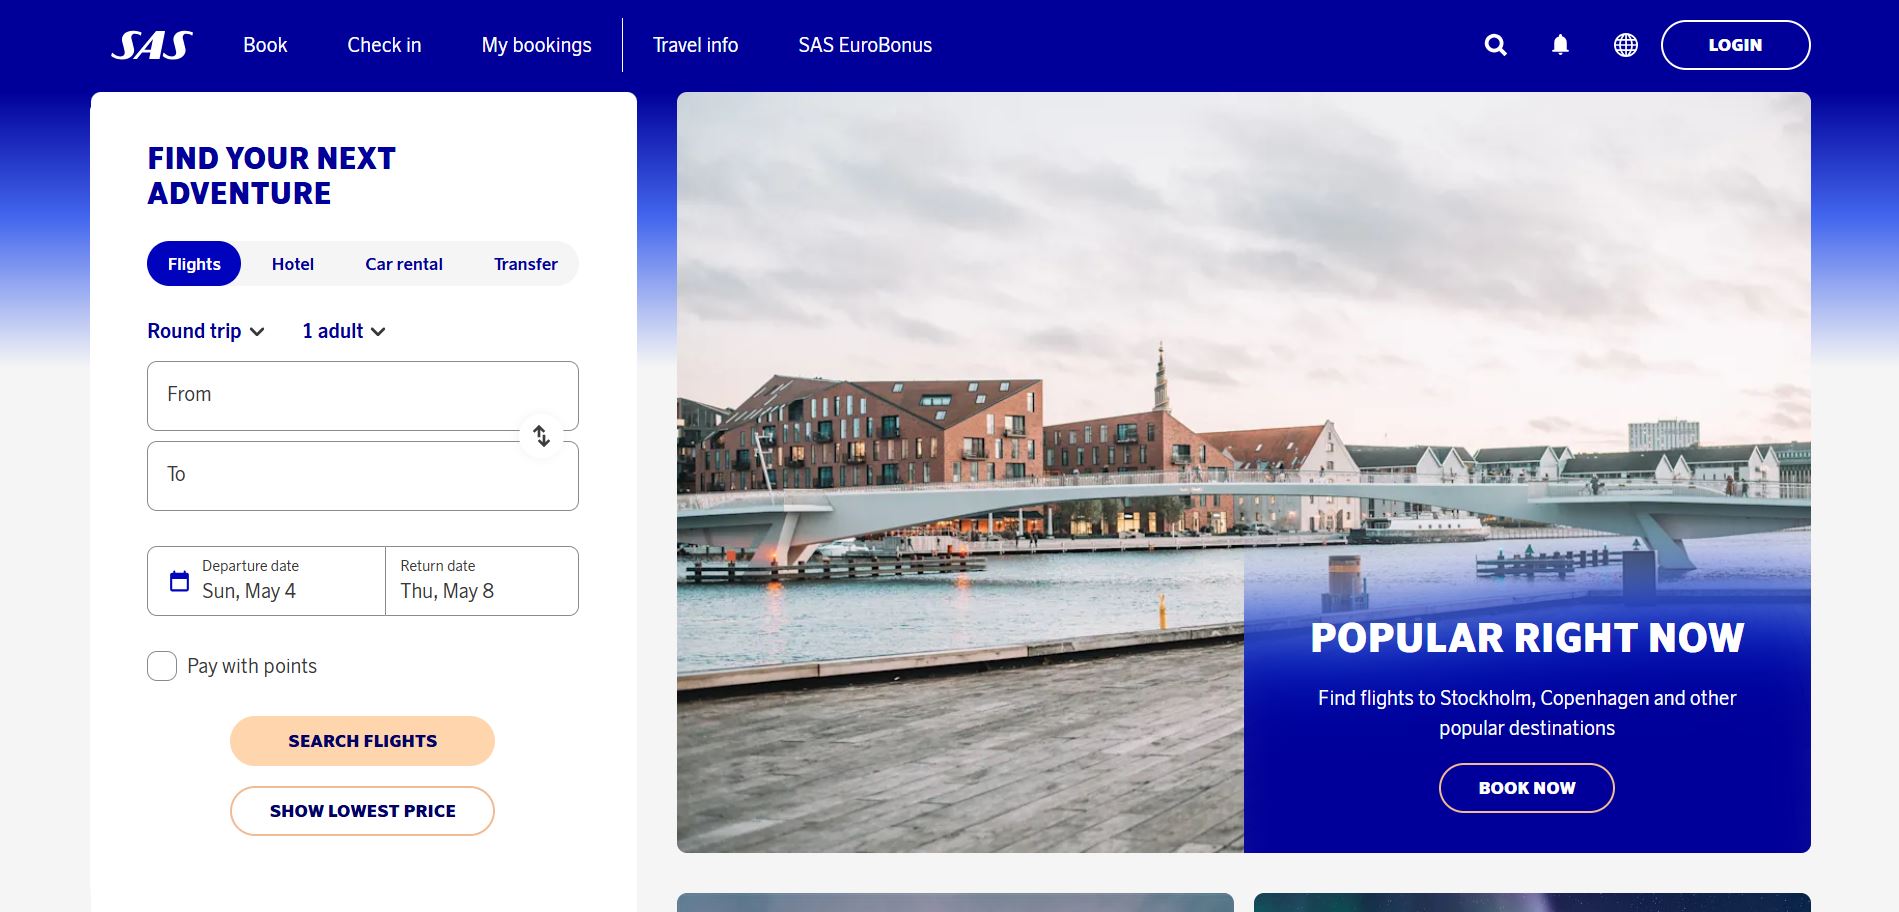 SAS
Book
Check in
My bookings
Travel info
SAS EuroBonus
LOGIN
FIND YOUR NEXT
ADVENTURE
Flights
Hotel
Car rental
Transfer
Round trip
1 adult
From
To
Departure date
Sun, May 4
Return date
Thu, May 8
Pay with points
SEARCH FLIGHTS
SHOW LOWEST PRICE
POPULAR RIGHT NOW
Find flights to Stockholm, Copenhagen and other
popular destinations
BOOK NOW